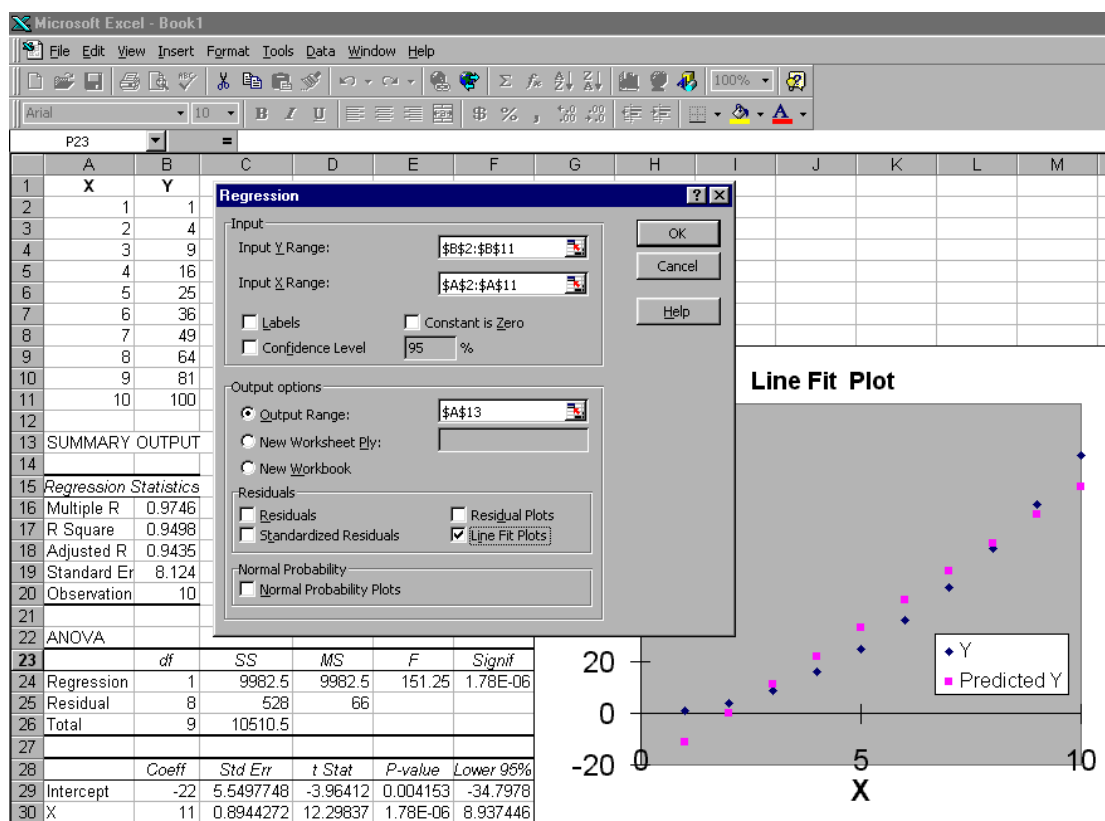 Microsoft Excel - Book1
File Edit View Insert Format Tools Data Window Help
100%
Arial 10 B I U $ % ,
P23 =
A B C D E F G H I J K L M
1 X Y
2 1 1
3 2 4
4 3 9
5 4 16
6 5 25
7 6 36
8 7 49
9 8 64
10 9 81
11 10 100
12
13 SUMMARY OUTPUT
14
15 Regression Statistics
16 Multiple R 0.9746
17 R Square 0.9498
18 Adjusted R 0.9435
19 Standard Er 8.124
20 Observation 10
21
22 ANOVA
23 df SS MS F Signif
24 Regression 1 9982.5 9982.5 151.25 1.78E-06
25 Residual 8 528 66
26 Total 9 10510.5
27
28 Coeff Std Err t Stat P-value Lower 95%
29 Intercept -22 5.5497748 -3.96412 0.004153 -34.7978
30 X 11 0.8944272 12.29837 1.78E-06 8.937446
Regression
Input
Input Y Range: $B$2:$B$11
Input X Range: $A$2:$A$11
Labels Constant is Zero
Confidence Level 95 %
OK
Cancel
Help
Output options
Output Range: $A$13
New Worksheet Ply:
New Workbook
Residuals
Residuals Residual Plots
Standardized Residuals Line Fit Plots
Normal Probability
Normal Probability Plots
Line Fit Plot
20
0
-20
0 5 10
X
Y
Predicted Y